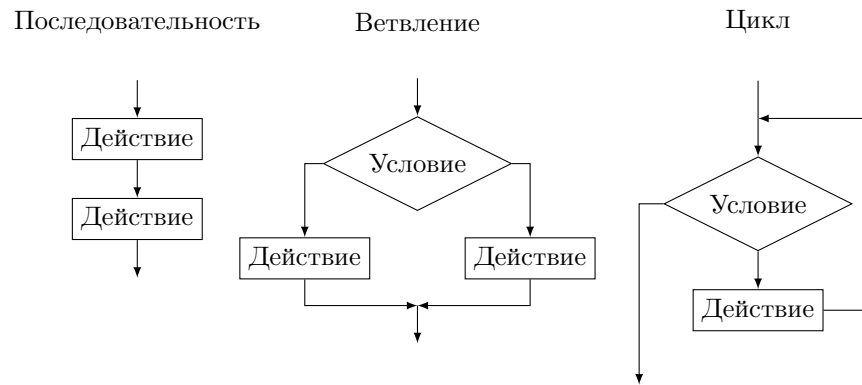 Последовательность
Ветвление
Цикл
Действие
Действие
Условие
Действие
Действие
Условие
Действие